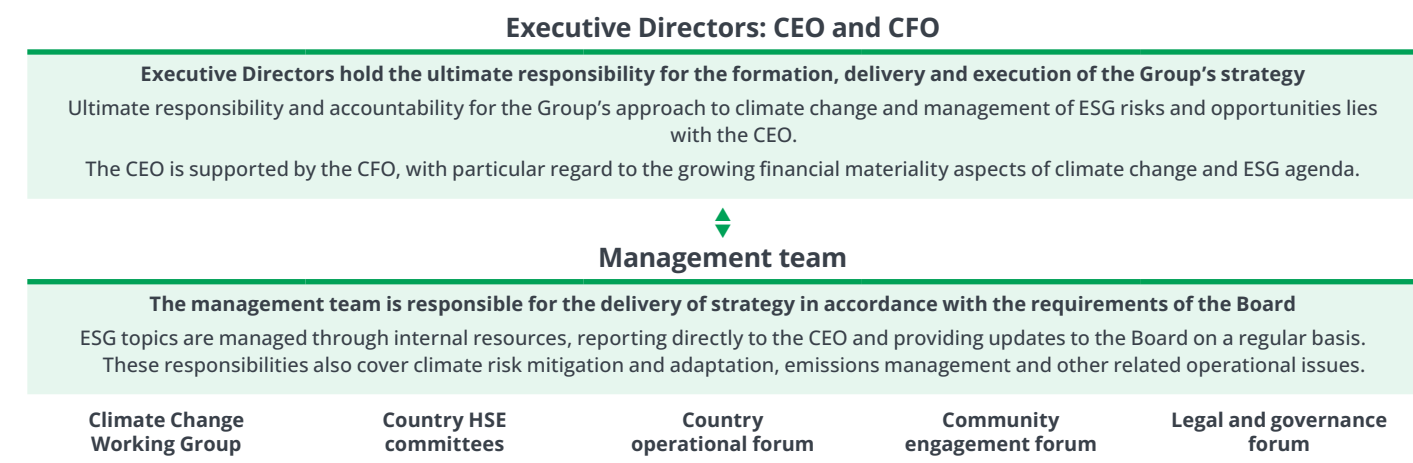 Executive Directors: CEO and CFO
Executive Directors hold the ultimate responsibility for the formation, delivery and execution of the Group’s strategy
Ultimate responsibility and accountability for the Group’s approach to climate change and management of ESG risks and opportunities lies
with the CEO.
The CEO is supported by the CFO, with particular regard to the growing financial materiality aspects of climate change and ESG agenda.
Management team
The management team is responsible for the delivery of strategy in accordance with the requirements of the Board
ESG topics are managed through internal resources, reporting directly to the CEO and providing updates to the Board on a regular basis.
These responsibilities also cover climate risk mitigation and adaptation, emissions management and other related operational issues.
Climate Change
Working Group
Country HSE
committees
Country
operational forum
Community
engagement forum
Legal and governance
forum